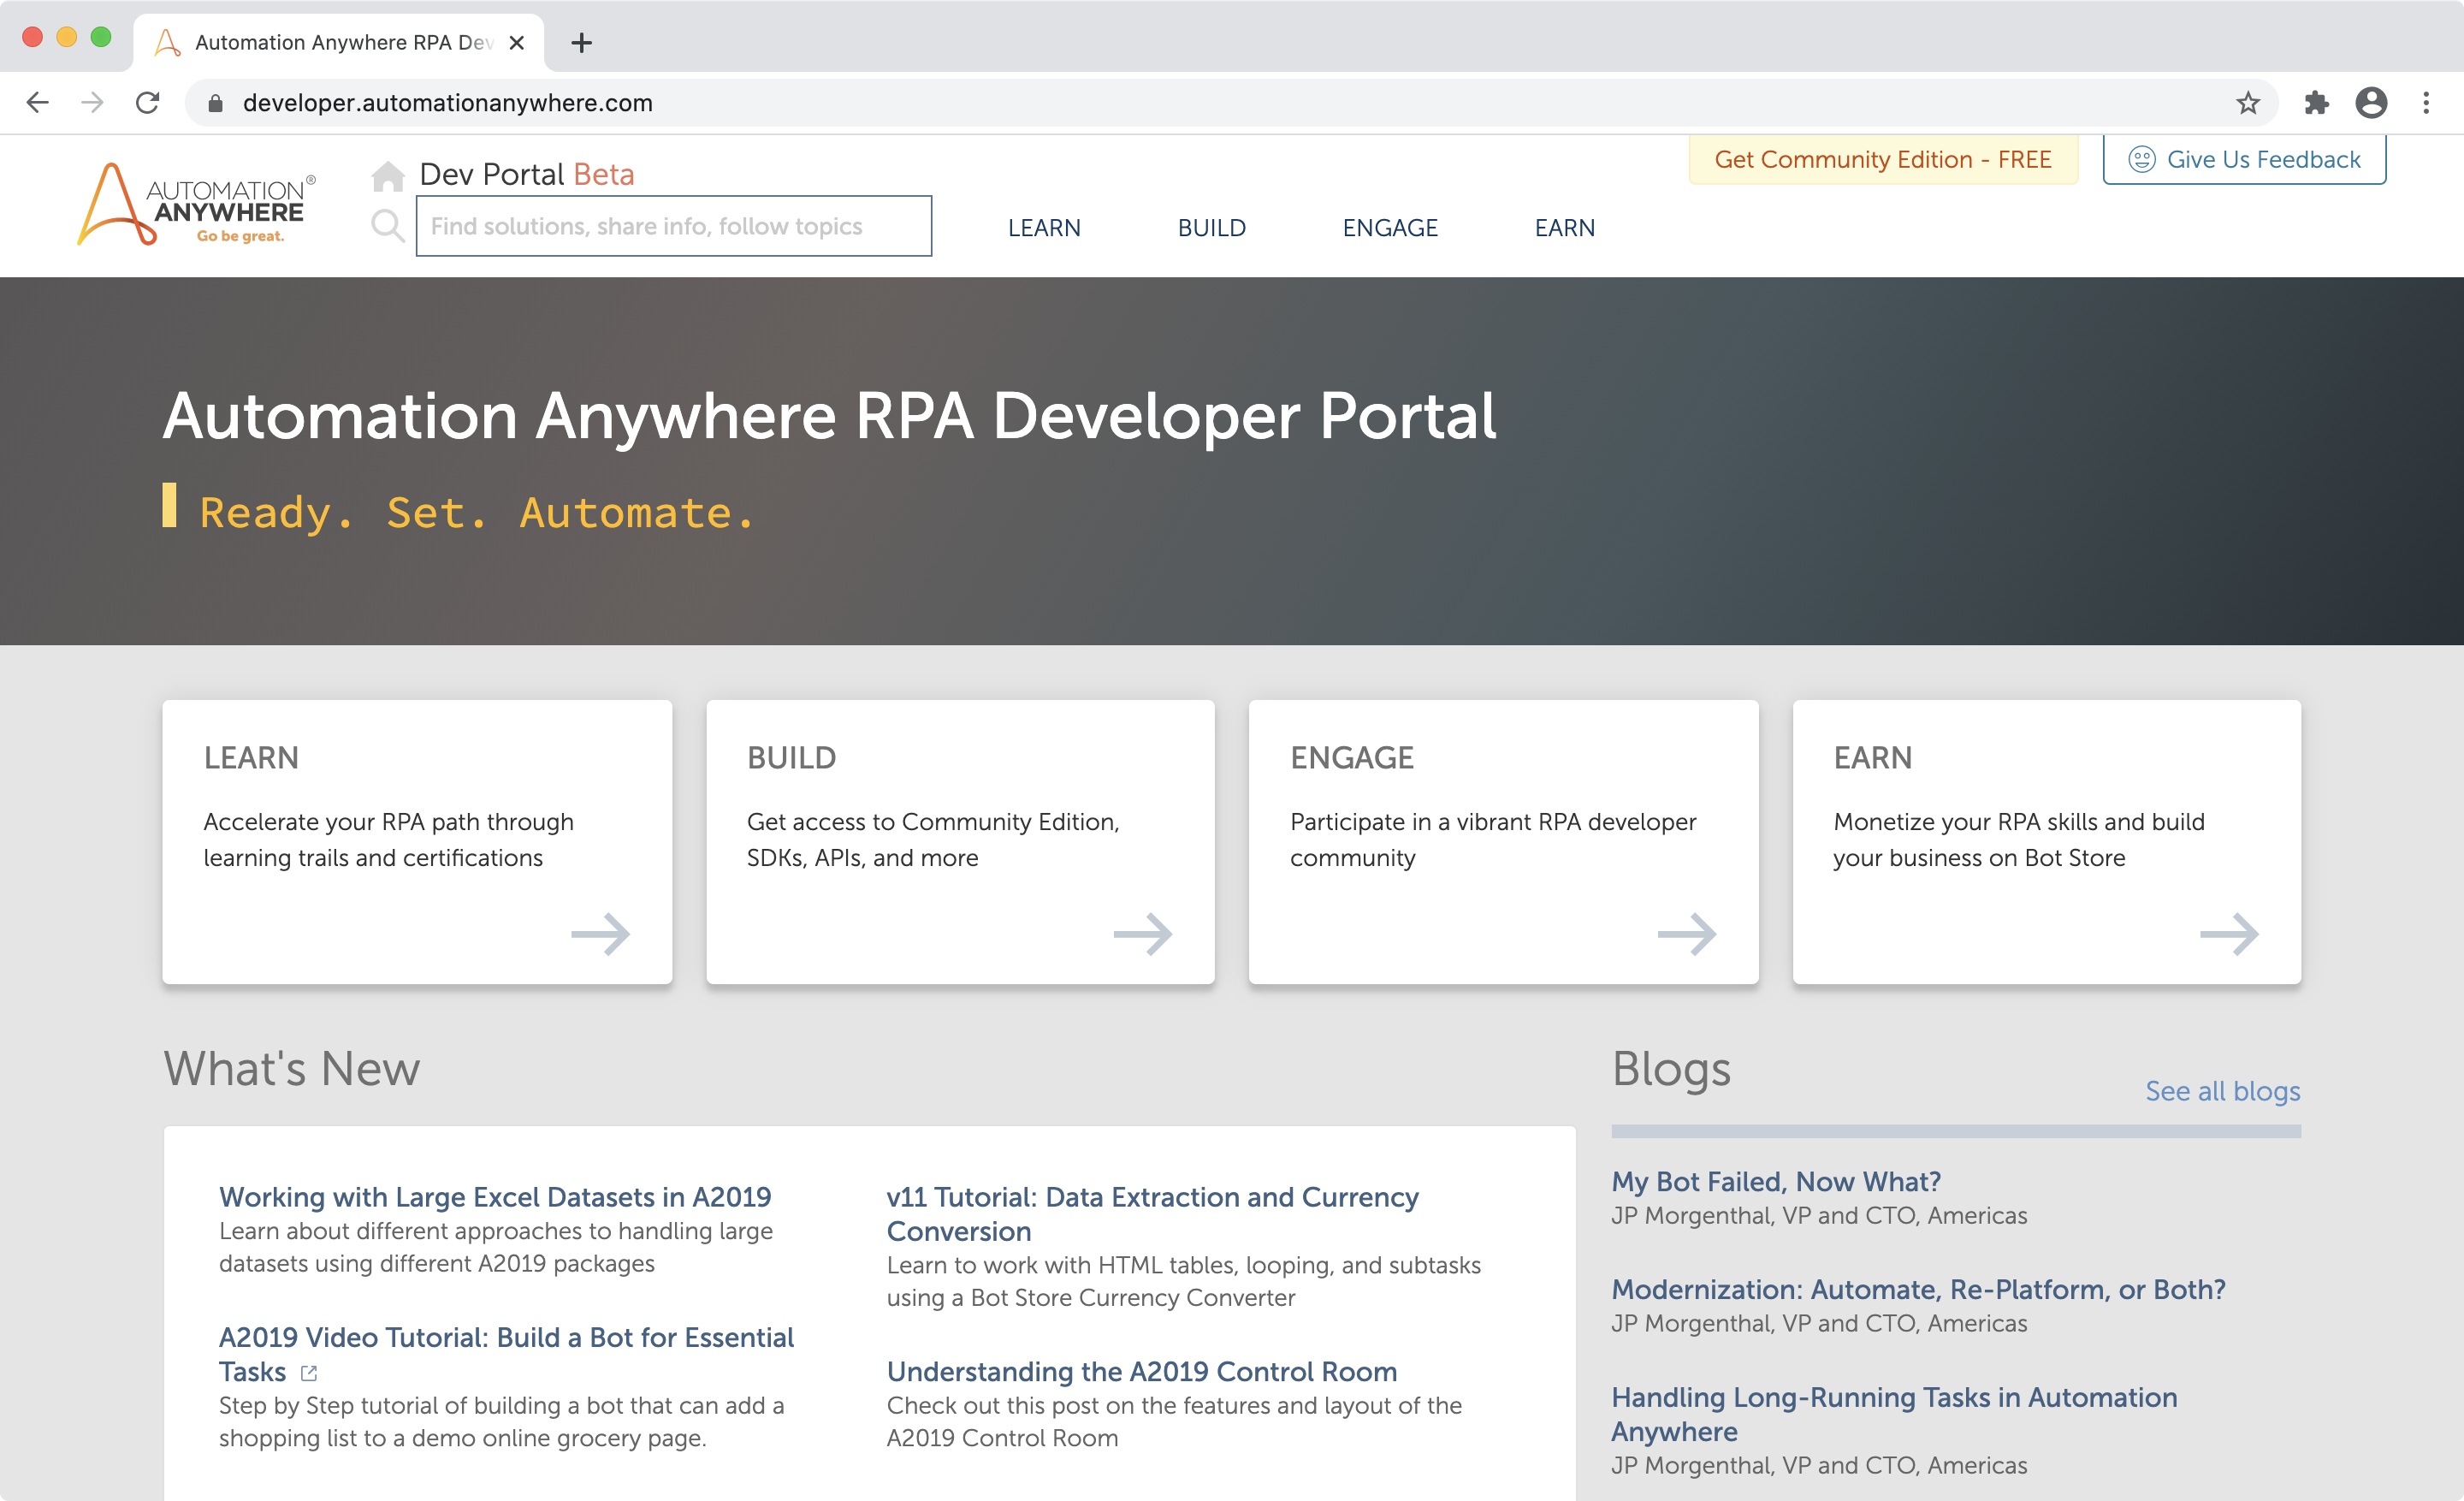 Automation Anywhere RPA Dev
developer.automationanywhere.com
AUTOMATION®
ANYWHERE
Go be great.
Dev Portal Beta
Find solutions, share info, follow topics
LEARN
BUILD
ENGAGE
EARN
Get Community Edition - FREE
Give Us Feedback
Automation Anywhere RPA Developer Portal
Ready. Set. Automate.
LEARN
Accelerate your RPA path through
learning trails and certifications
BUILD
Get access to Community Edition,
SDKs, APIs, and more
ENGAGE
Participate in a vibrant RPA developer
community
EARN
Monetize your RPA skills and build
your business on Bot Store
What's New
Working with Large Excel Datasets in A2019
Learn about different approaches to handling large
datasets using different A2019 packages
A2019 Video Tutorial: Build a Bot for Essential
Tasks
Step by Step tutorial of building a bot that can add a
shopping list to a demo online grocery page.
v11 Tutorial: Data Extraction and Currency
Conversion
Learn to work with HTML tables, looping, and subtasks
using a Bot Store Currency Converter
Understanding the A2019 Control Room
Check out this post on the features and layout of the
A2019 Control Room
Blogs
See all blogs
My Bot Failed, Now What?
JP Morgenthal, VP and CTO, Americas
Modernization: Automate, Re-Platform, or Both?
JP Morgenthal, VP and CTO, Americas
Handling Long-Running Tasks in Automation
Anywhere
JP Morgenthal, VP and CTO, Americas